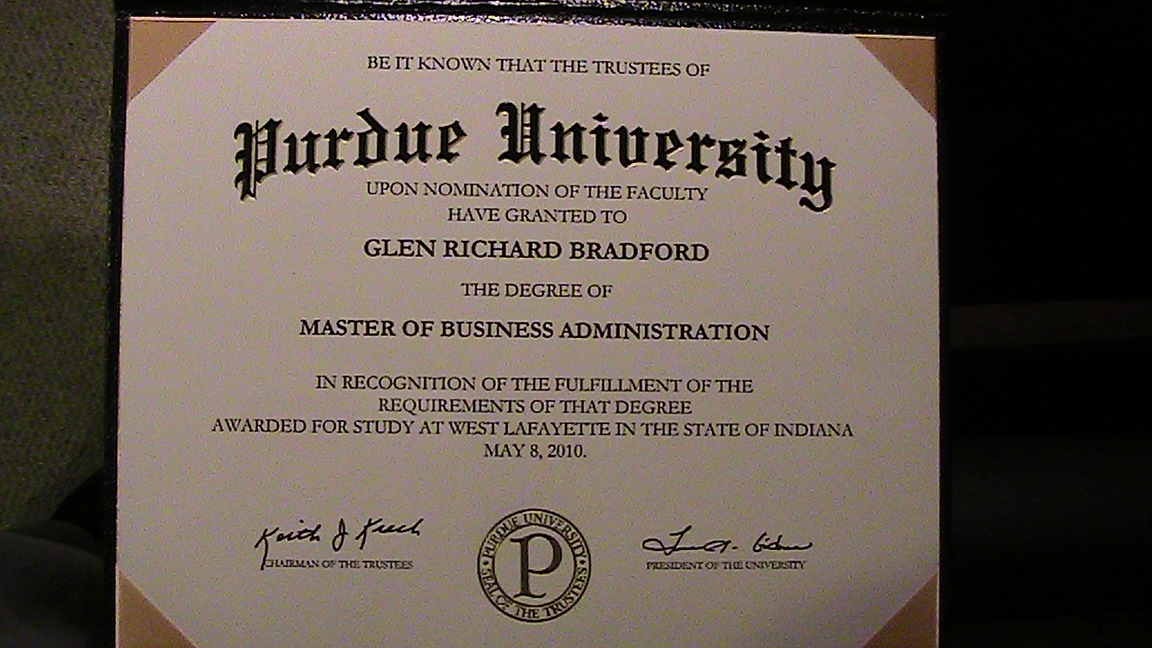 BE IT KNOWN THAT THE TRUSTEES OF
Purdue University
UPON NOMINATION OF THE FACULTY
HAVE GRANTED TO
GLEN RICHARD BRADFORD
THE DEGREE OF
MASTER OF BUSINESS ADMINISTRATION
IN RECOGNITION OF THE FULFILLMENT OF THE
REQUIREMENTS OF THAT DEGREE
AWARDED FOR STUDY AT WEST LAFAYETTE IN THE STATE OF INDIANA
MAY 8, 2010.
Keith J Krach
CHAIRMAN OF THE TRUSTEES
PURDUE UNIVERSITY
P
SEAL OF THE TRUSTEES
PRESIDENT OF THE UNIVERSITY